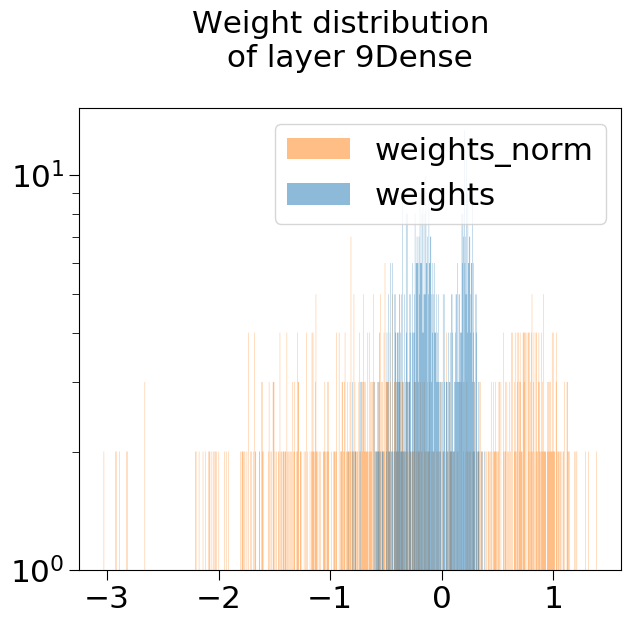 Weight distribution
of layer 9Dense
weights_norm
weights
10¹
10⁰
−3 −2 −1 0 1